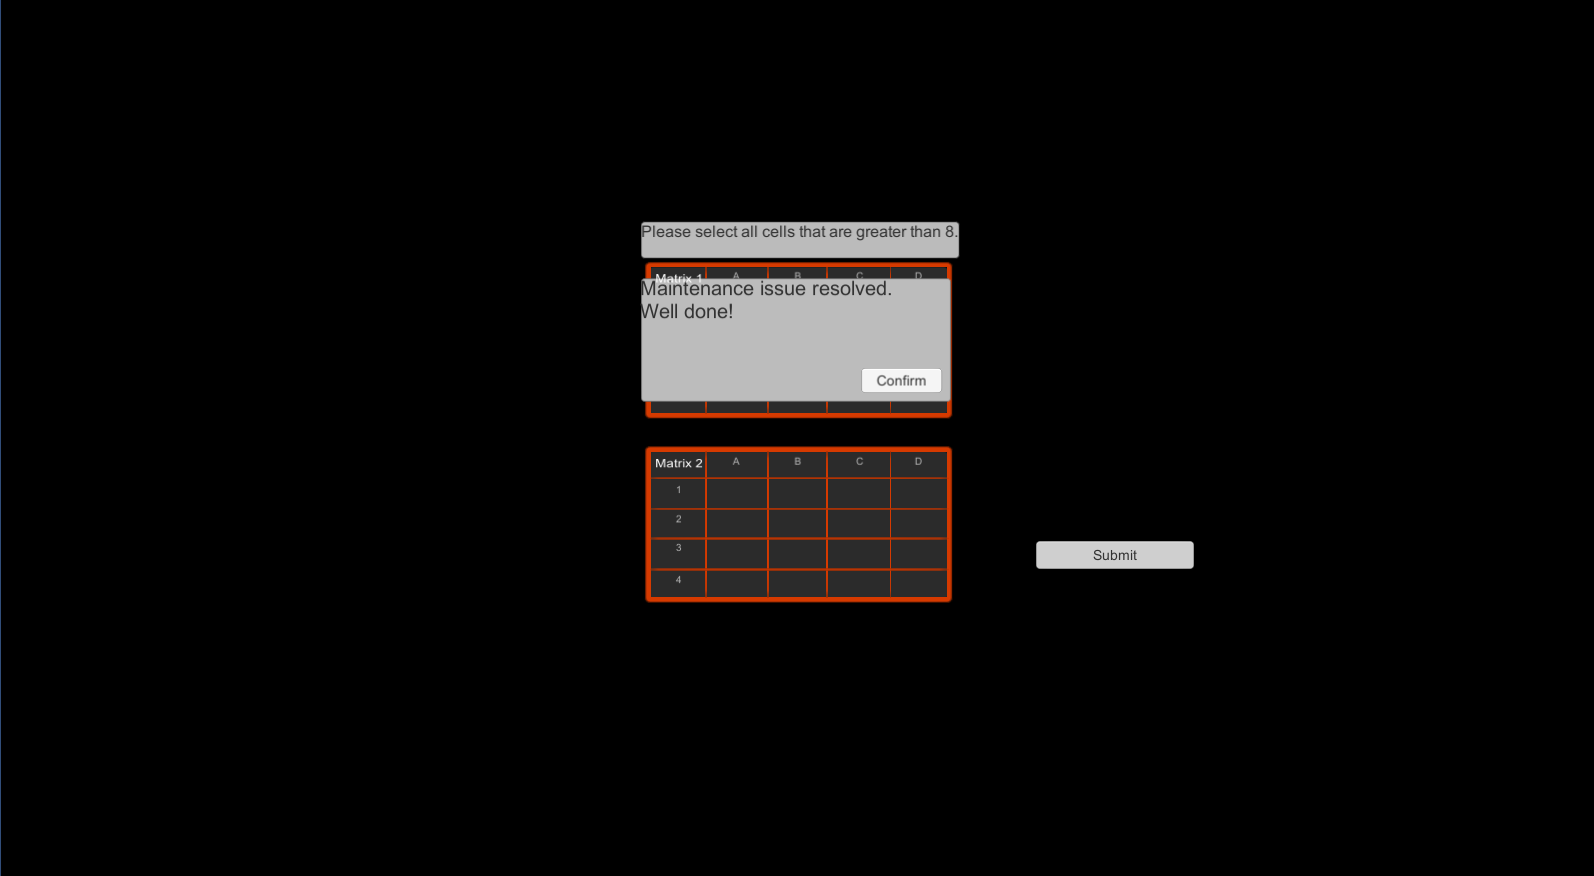 Please select all cells that are greater than 8.
Matrix 1 A B C D
Maintenance issue resolved.
Well done!
Confirm
Matrix 2 A B C D
1
2
3
Submit
4